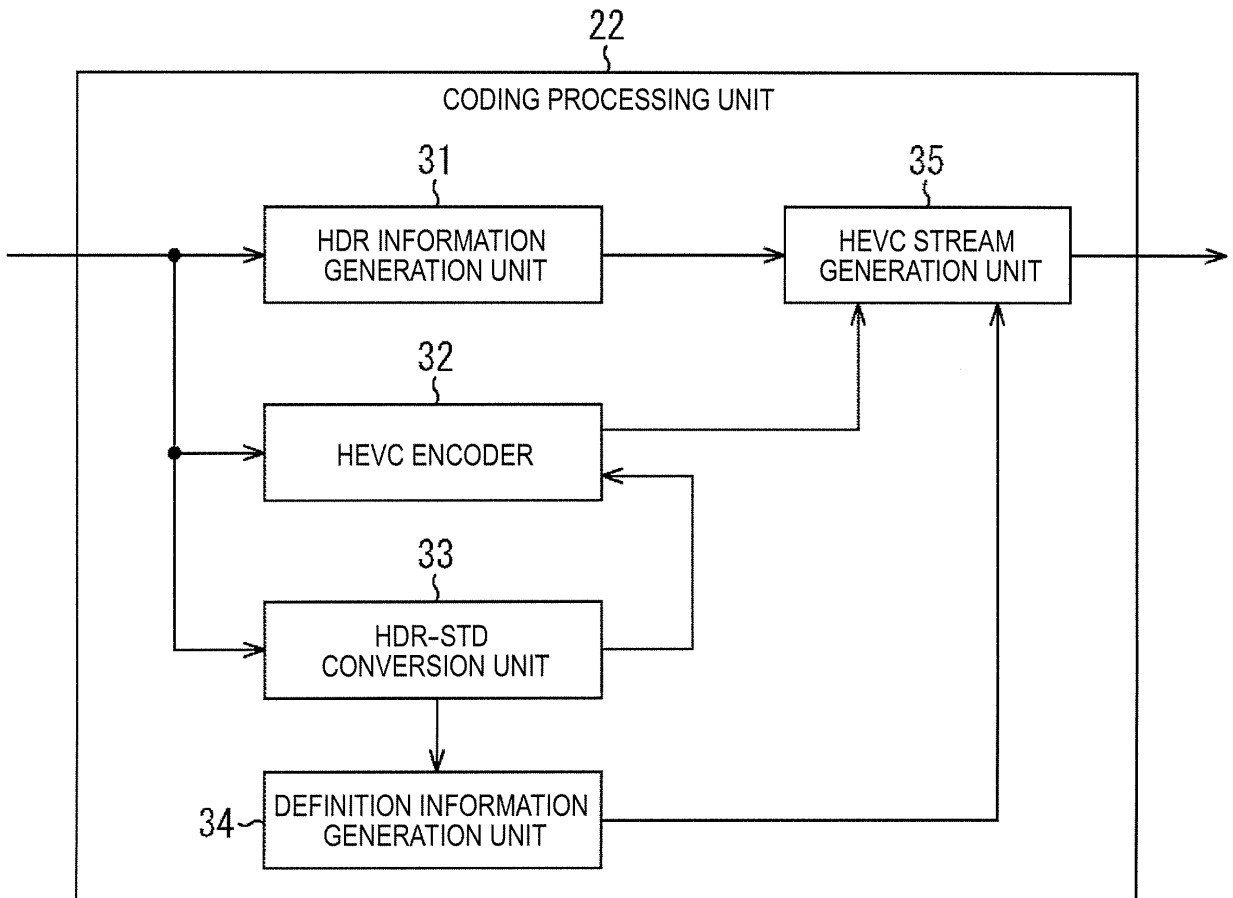 22
CODING PROCESSING UNIT
31
HDR INFORMATION
GENERATION UNIT
35
HEVC STREAM
GENERATION UNIT
32
HEVC ENCODER
33
HDR-STD
CONVERSION UNIT
34
DEFINITION INFORMATION
GENERATION UNIT